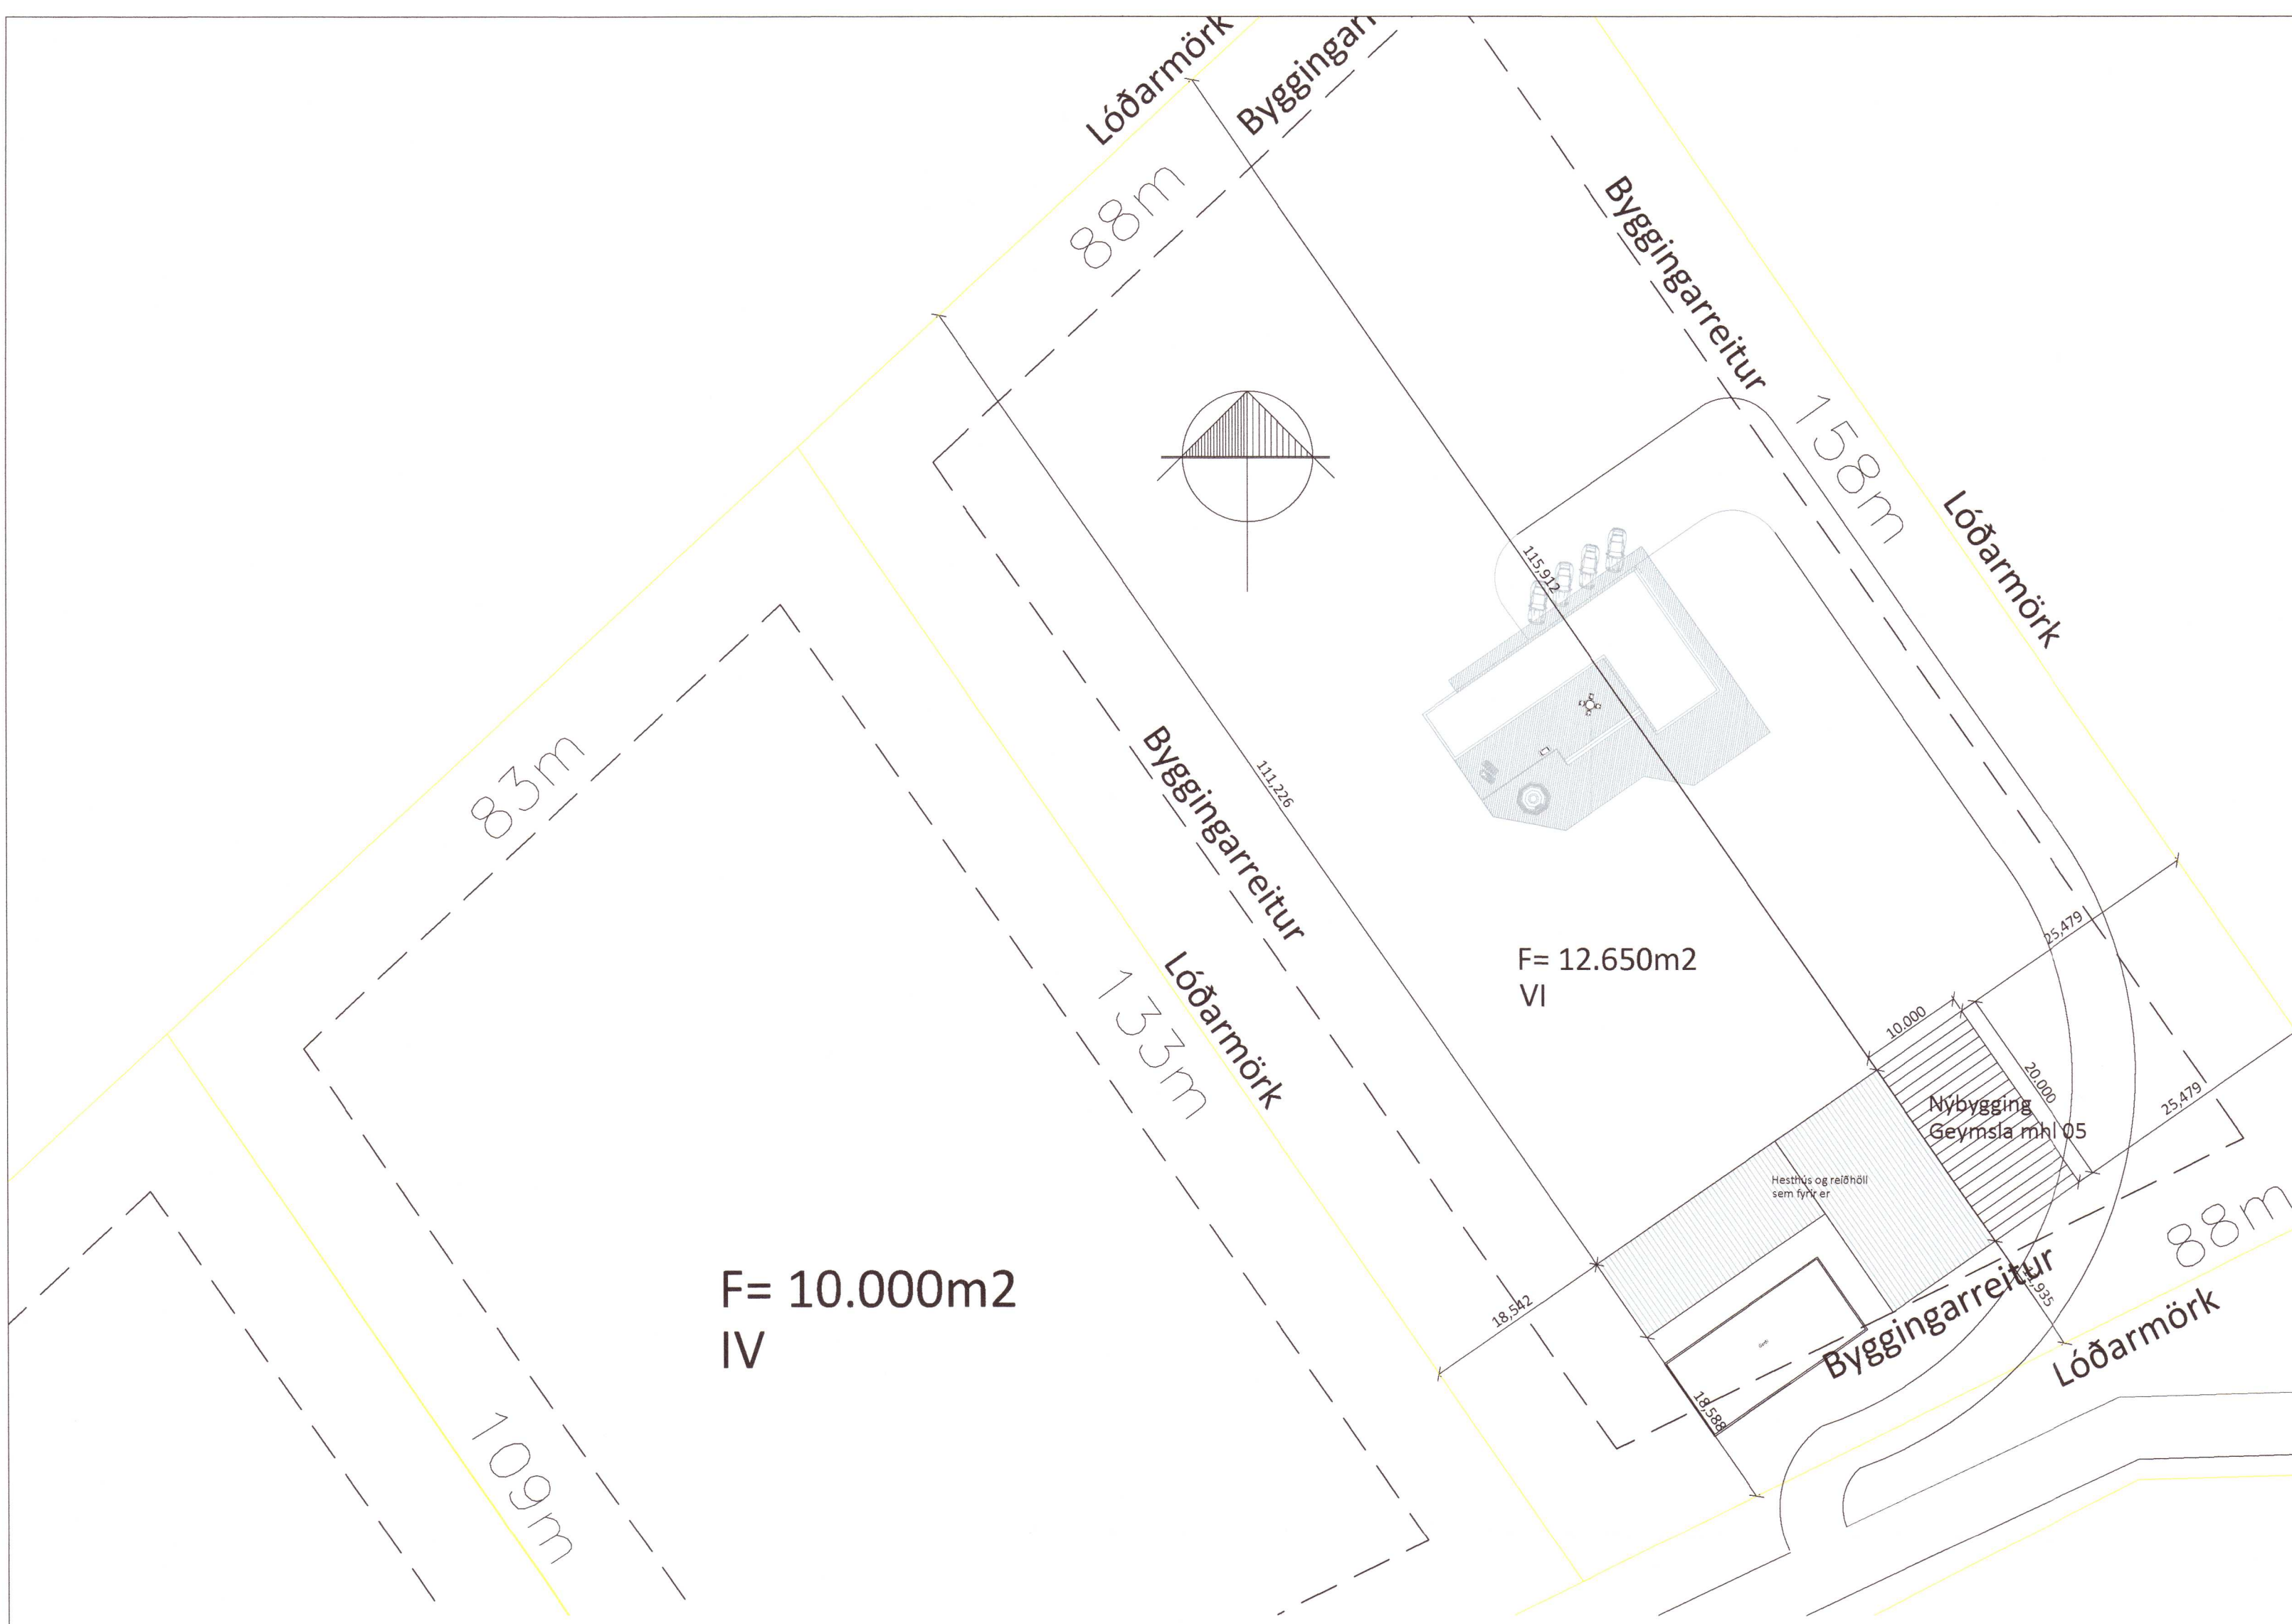 Lóðarmörk
Byggingar
88m
Byggingarreitur
158m
Lóðarmörk
115,912
83m
Byggingarreitur
111,226
F= 12.650m2
VI
25,479
Lóðarmörk
133m
10.000
20.000
25,479
Nýbygging
Geymsla mhl 05
Hesthús og reiðhöll
sem fyrir er
88m
F= 10.000m2
IV
18,542
Byggingarreitur
Lóðarmörk
18,588
109m